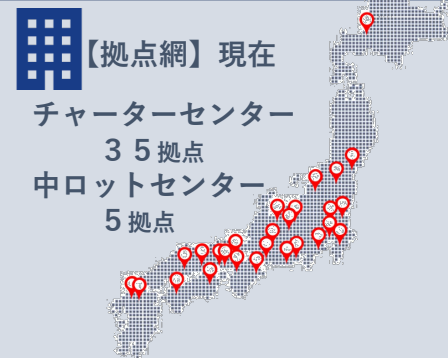 【拠点網】現在
チャーターセンター
３５拠点
中ロットセンター
5拠点